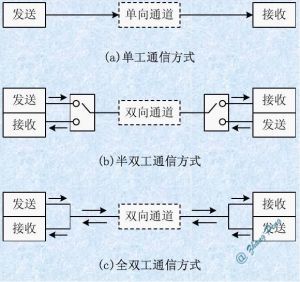 发送 单向通道 接收
(a)单工通信方式
发送 接收
双向通道
接收 发送
(b)半双工通信方式
发送 接收
双向通道
接收 发送
(c)全双工通信方式